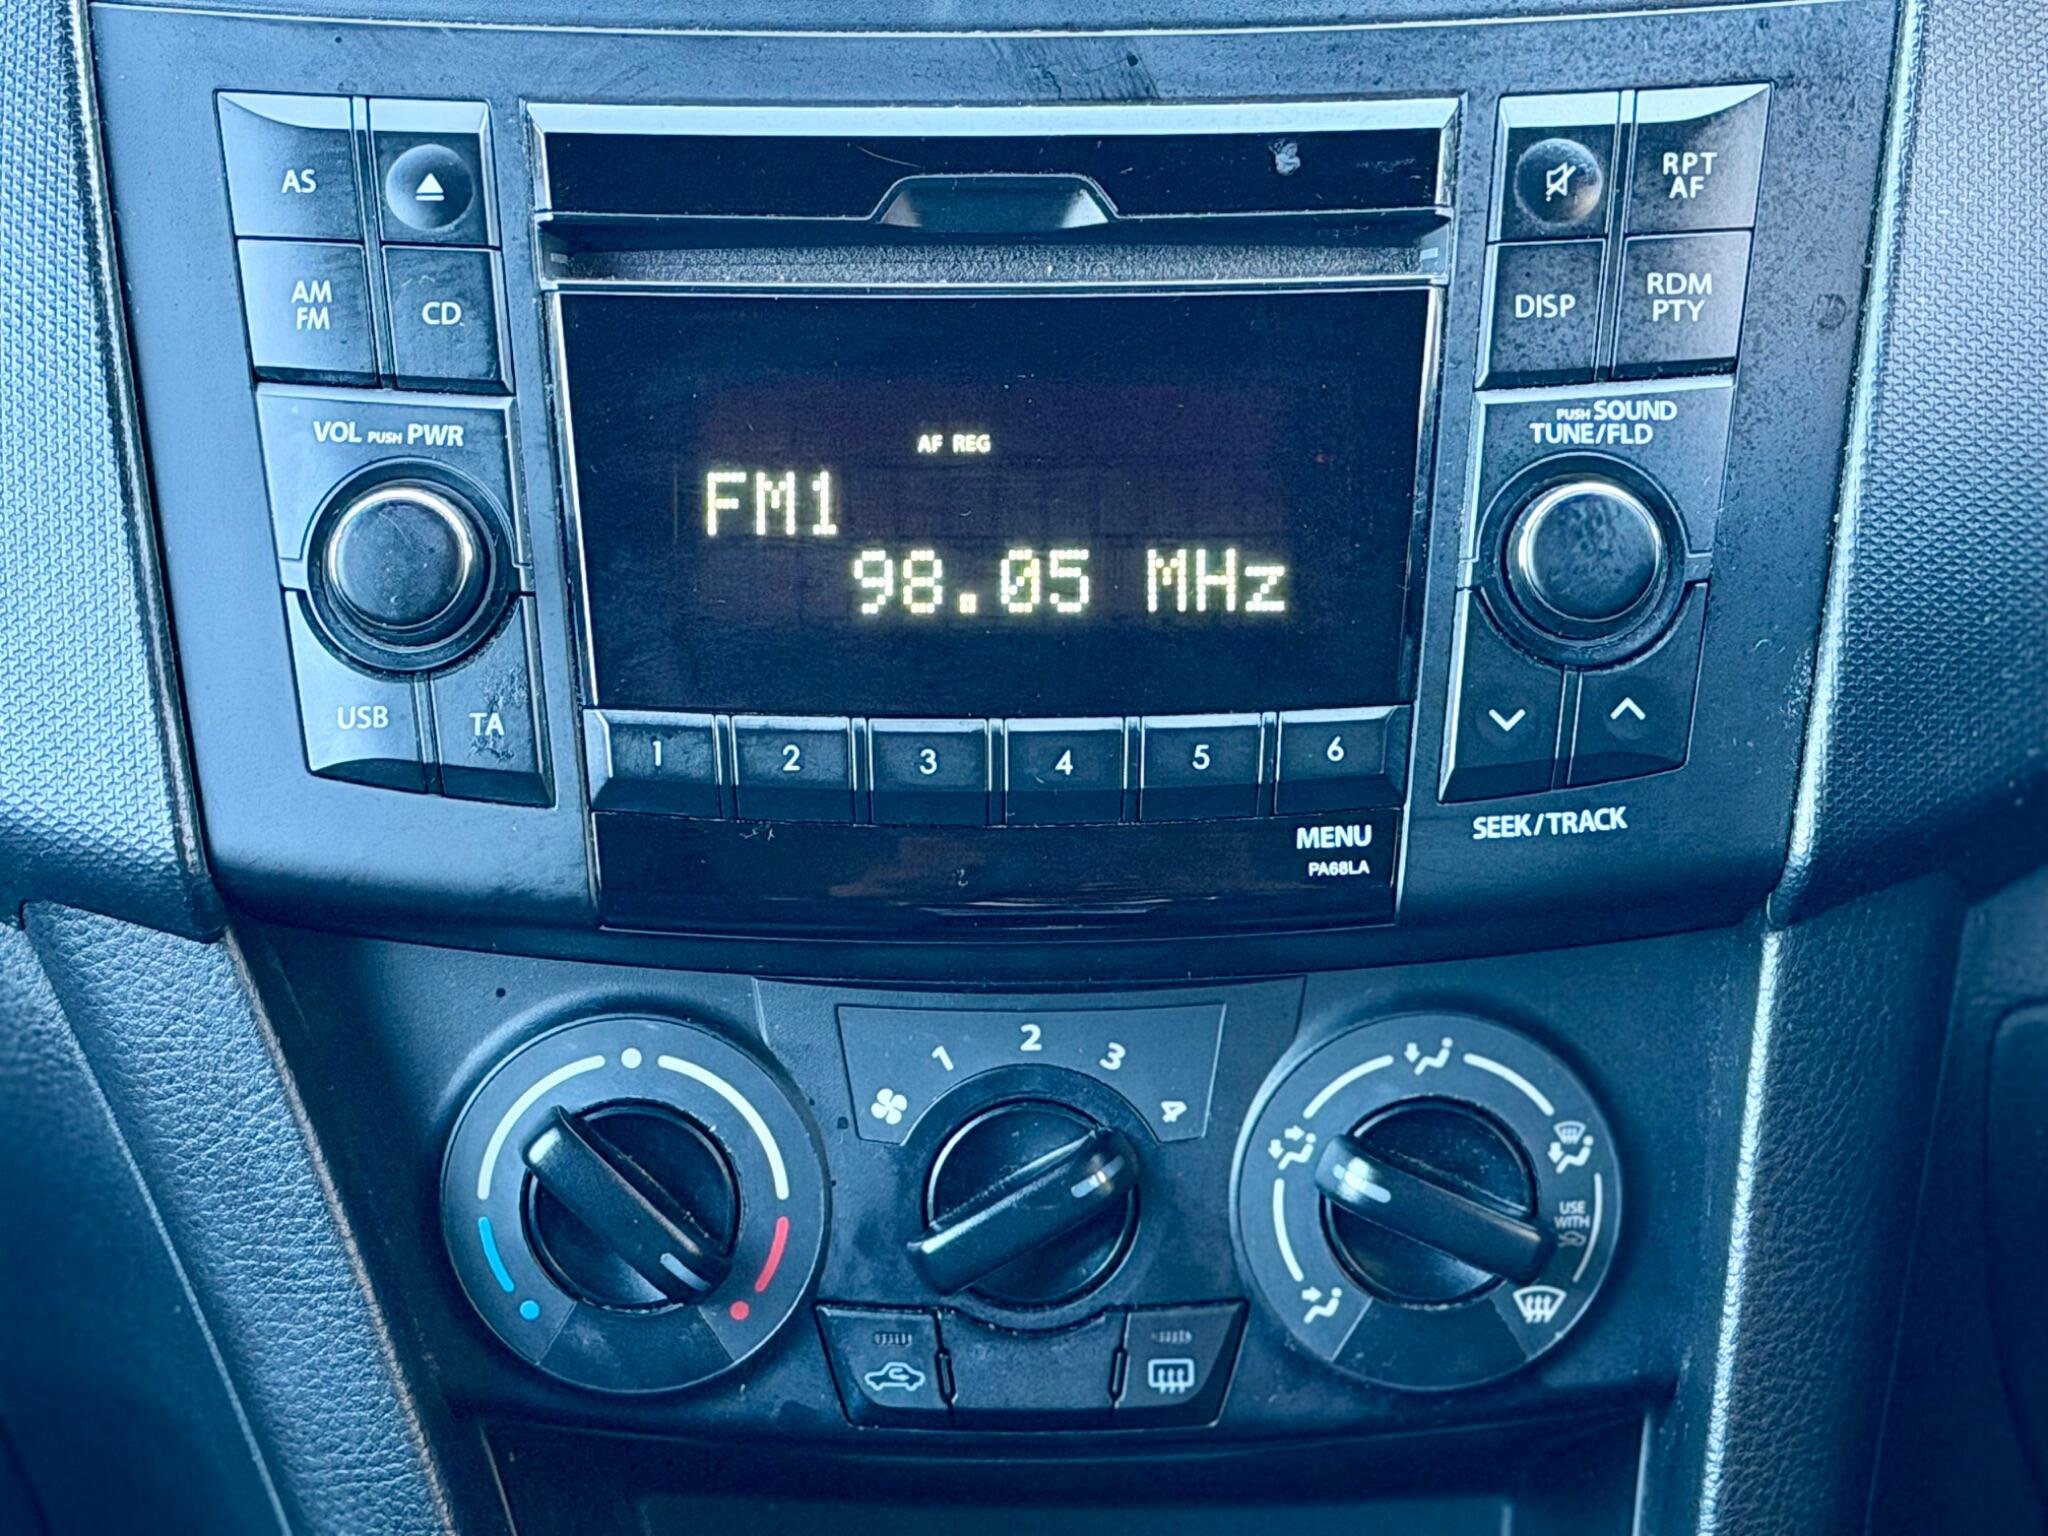 AS
RPT
AF
AM
FM
CD
DISP
RDM
PTY
VOL PUSH PWR
PUSH SOUND
TUNE/FLD
AF REG
FM1
98.05 MHz
USB
TA
1
2
3
4
5
6
MENU
PA68LA
SEEK/TRACK
1
2
3
4
USE
WITH